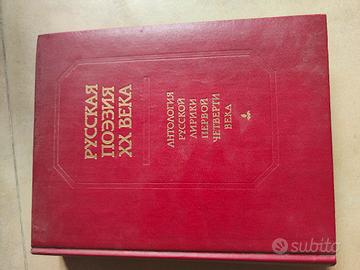 РУССКАЯ
ПОЭЗИЯ
XX ВЕКА
АНТОЛОГИЯ
РУССКОЙ
ЛИРИКИ
ПЕРВОЙ
ЧЕТВЕРТИ
ВЕКА
subito